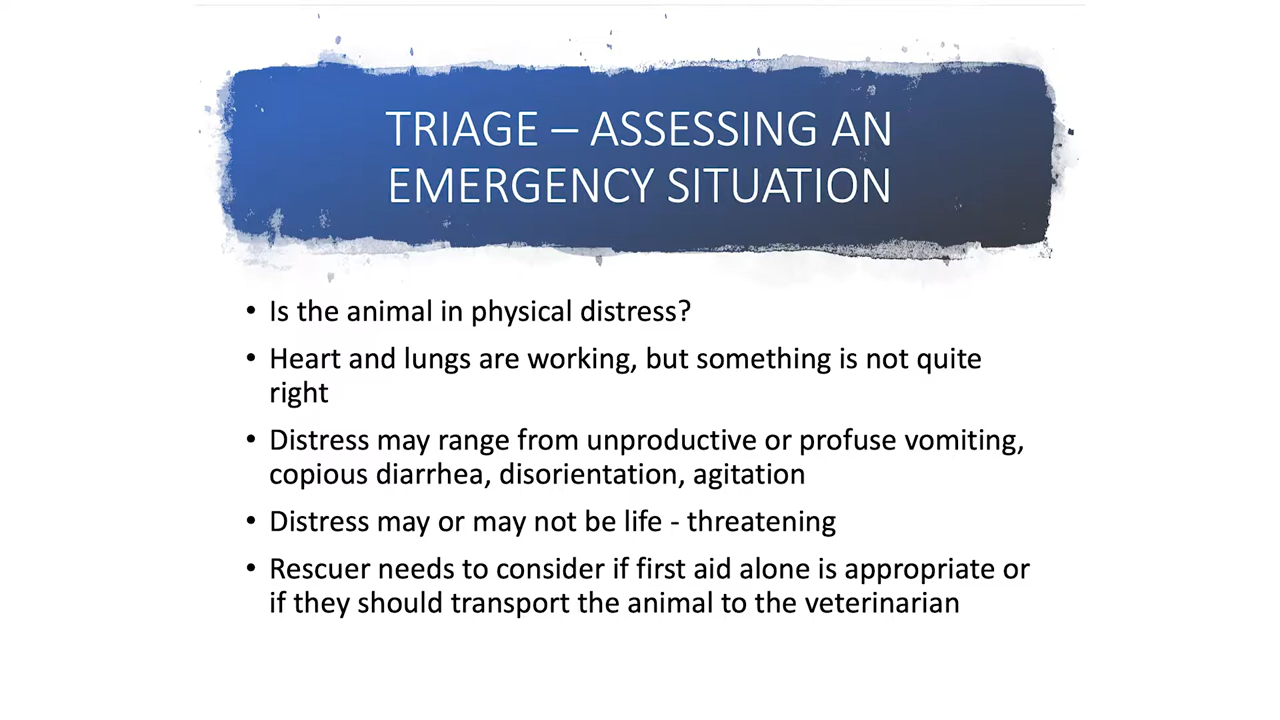 TRIAGE – ASSESSING AN
EMERGENCY SITUATION
• Is the animal in physical distress?
• Heart and lungs are working, but something is not quite
right
• Distress may range from unproductive or profuse vomiting,
copious diarrhea, disorientation, agitation
• Distress may or may not be life - threatening
• Rescuer needs to consider if first aid alone is appropriate or
if they should transport the animal to the veterinarian